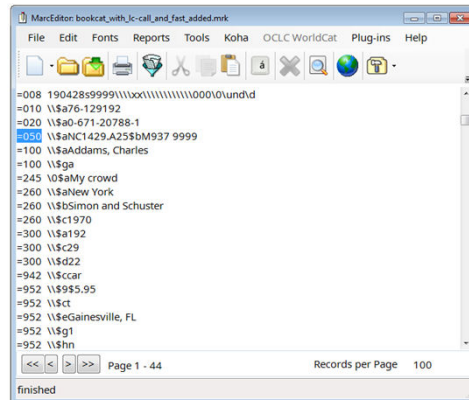 MarcEditor: bookcat_with_lc-call_and_fast_added.mrk
File Edit Fonts Reports Tools Koha OCLC WorldCat Plug-ins Help
á
=008 190428s9999\\\\xx\\\\\\\\\\\\000\0\und\d
=010 \\$a76-129192
=020 \\$a0-671-20788-1
=050 \\$aNC1429.A25$bM937 9999
=100 \\$aAddams, Charles
=100 \\$ga
=245 \0$aMy crowd
=260 \\$aNew York
=260 \\$bSimon and Schuster
=260 \\$c1970
=300 \\$a192
=300 \\$c29
=300 \\$d22
=942 \\$ccar
=952 \\$9$5.95
=952 \\$ct
=952 \\$eGainesville, FL
=952 \\$g1
=952 \\$hn
<< < > >> Page 1 - 44 Records per Page 100
finished